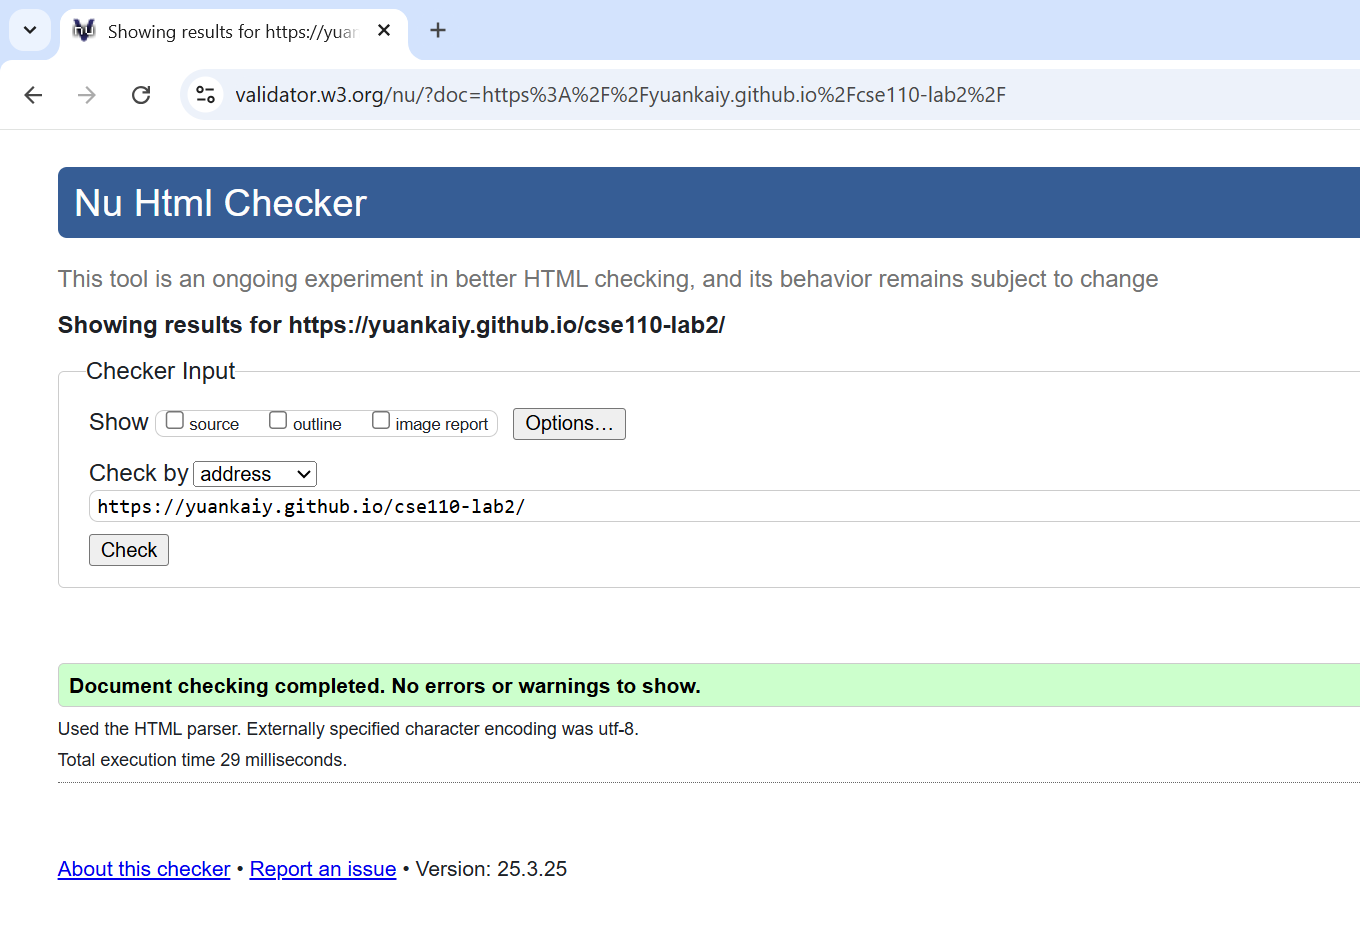 Showing results for https://yuan
validator.w3.org/nu/?doc=https%3A%2F%2Fyuankaiy.github.io%2Fcse110-lab2%2F
Nu Html Checker
This tool is an ongoing experiment in better HTML checking, and its behavior remains subject to change
Showing results for https://yuankaiy.github.io/cse110-lab2/
Checker Input
Show source outline image report Options…
Check by address
https://yuankaiy.github.io/cse110-lab2/
Check
Document checking completed. No errors or warnings to show.
Used the HTML parser. Externally specified character encoding was utf-8.
Total execution time 29 milliseconds.
About this checker • Report an issue • Version: 25.3.25